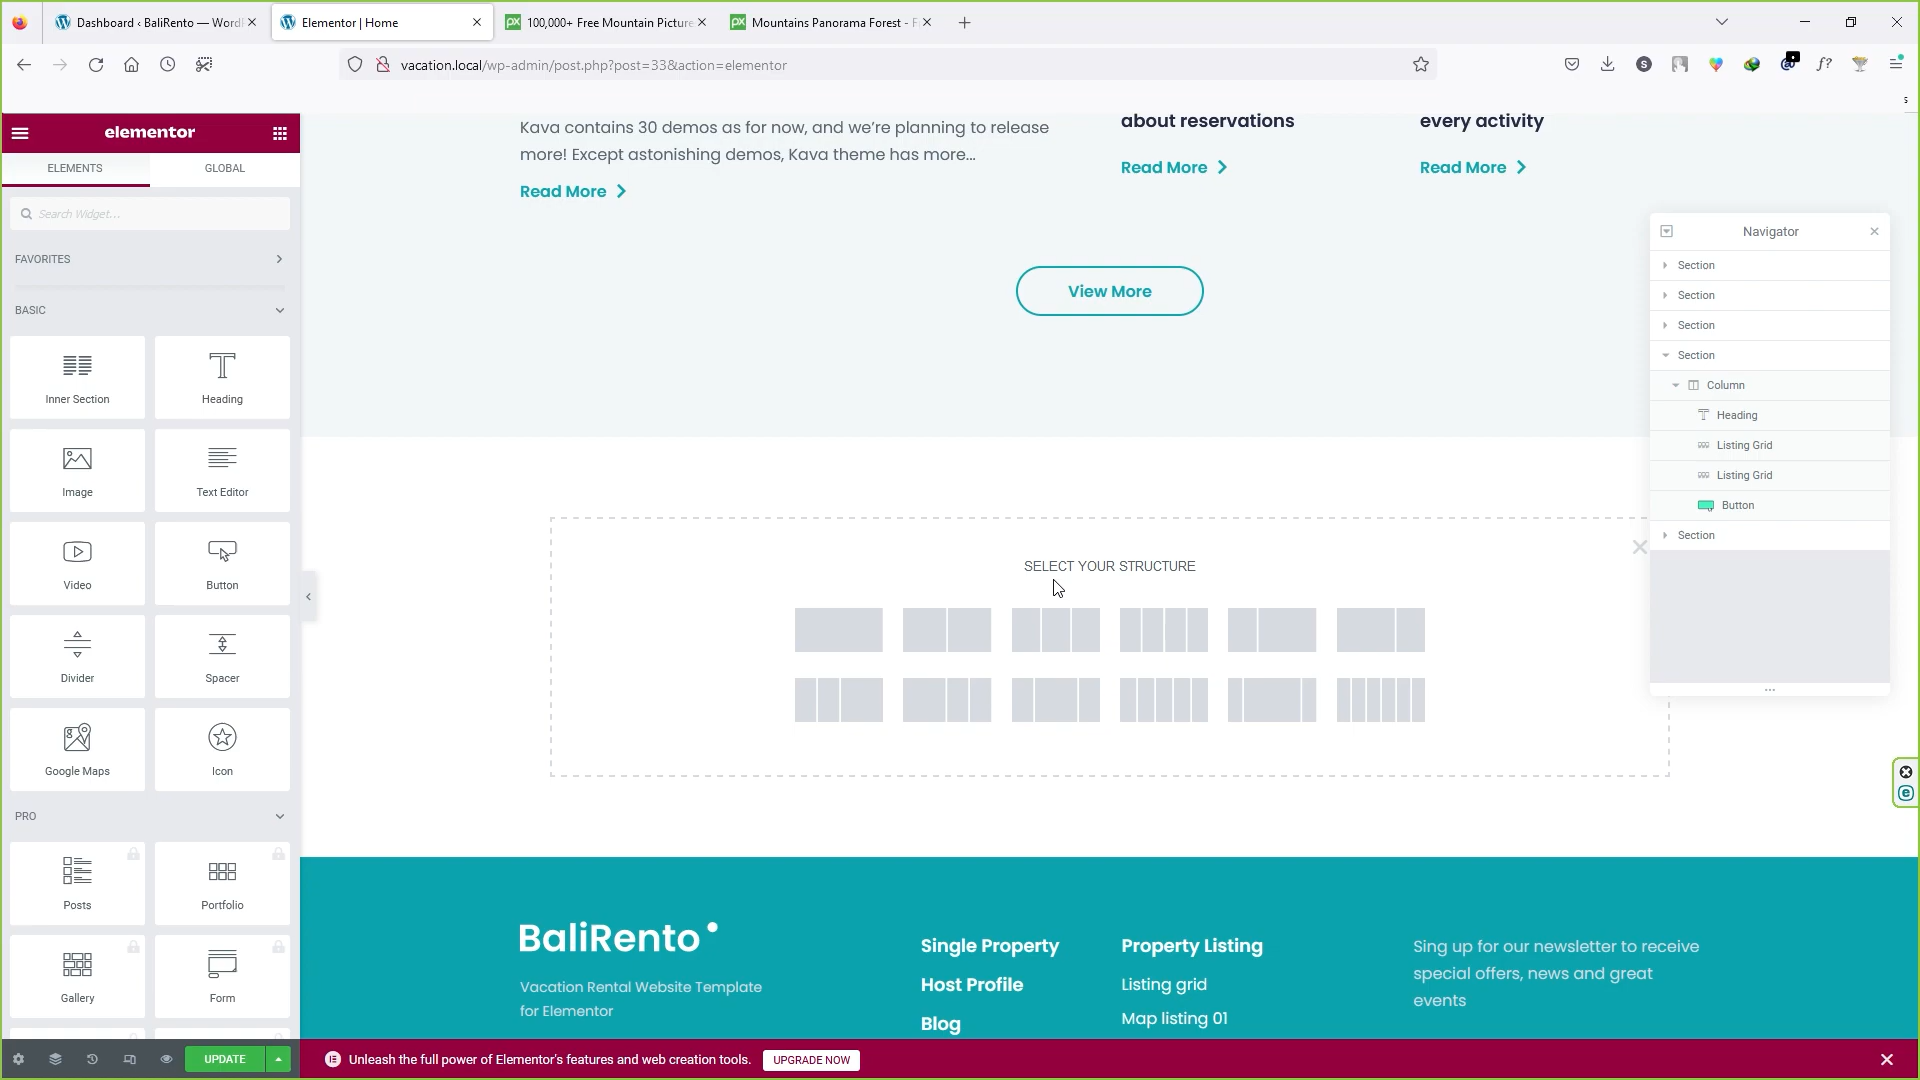 Dashboard ‹ BaliRento — Word
Elementor | Home
100,000+ Free Mountain Picture
Mountains Panorama Forest - F
vacation.local/wp-admin/post.php?post=33&action=elementor
elementor
ELEMENTS
GLOBAL
Search Widget...
FAVORITES
BASIC
Inner Section
Heading
Image
Text Editor
Video
Button
Divider
Spacer
Google Maps
Icon
PRO
Posts
Portfolio
Gallery
Form
UPDATE
Kava contains 30 demos as for now, and we're planning to release
more! Except astonishing demos, Kava theme has more...
Read More
about reservations
Read More
every activity
Read More
View More
SELECT YOUR STRUCTURE
Navigator
Section
Section
Section
Section
Column
Heading
Listing Grid
Listing Grid
Button
Section
BaliRento
Vacation Rental Website Template
for Elementor
Single Property
Host Profile
Blog
Property Listing
Listing grid
Map listing 01
Sing up for our newsletter to receive
special offers, news and great
events
Unleash the full power of Elementor's features and web creation tools.
UPGRADE NOW